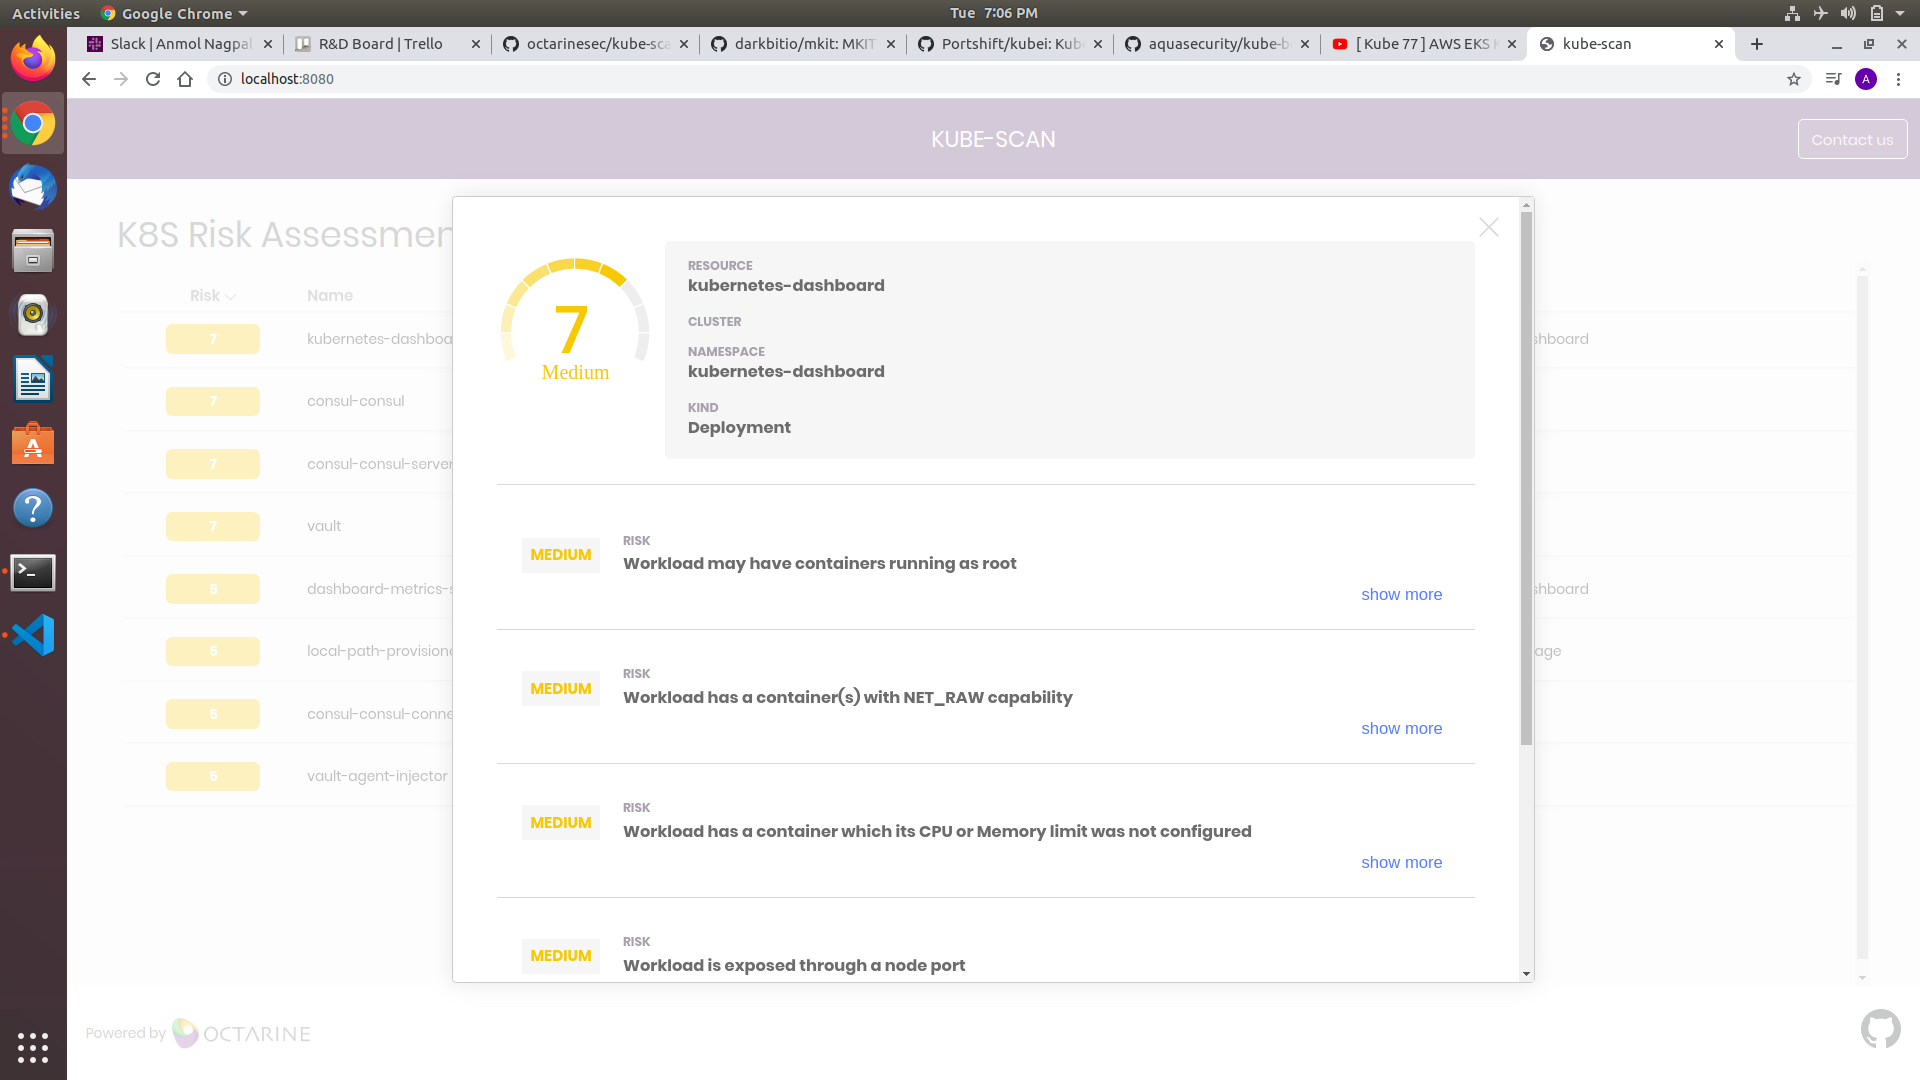 Activities
Google Chrome
Tue 7:06 PM
Slack | Anmol Nagpal
R&D Board | Trello
octarinesec/kube-sca
darkbitio/mkit: MKIT
Portshift/kubei: Kube
aquasecurity/kube-b
[ Kube 77 ] AWS EKS
kube-scan
localhost:8080
A
KUBE-SCAN
Contact us
K8S Risk Assessmen
Risk
Name
7
kubernetes-dashboa
shboard
7
consul-consul
7
consul-consul-server
7
vault
5
dashboard-metrics-s
shboard
5
local-path-provisione
age
5
consul-consul-conne
5
vault-agent-injector
7
Medium
RESOURCE
kubernetes-dashboard
CLUSTER
NAMESPACE
kubernetes-dashboard
KIND
Deployment
MEDIUM
RISK
Workload may have containers running as root
show more
MEDIUM
RISK
Workload has a container(s) with NET_RAW capability
show more
MEDIUM
RISK
Workload has a container which its CPU or Memory limit was not configured
show more
MEDIUM
RISK
Workload is exposed through a node port
Powered by OCTARINE